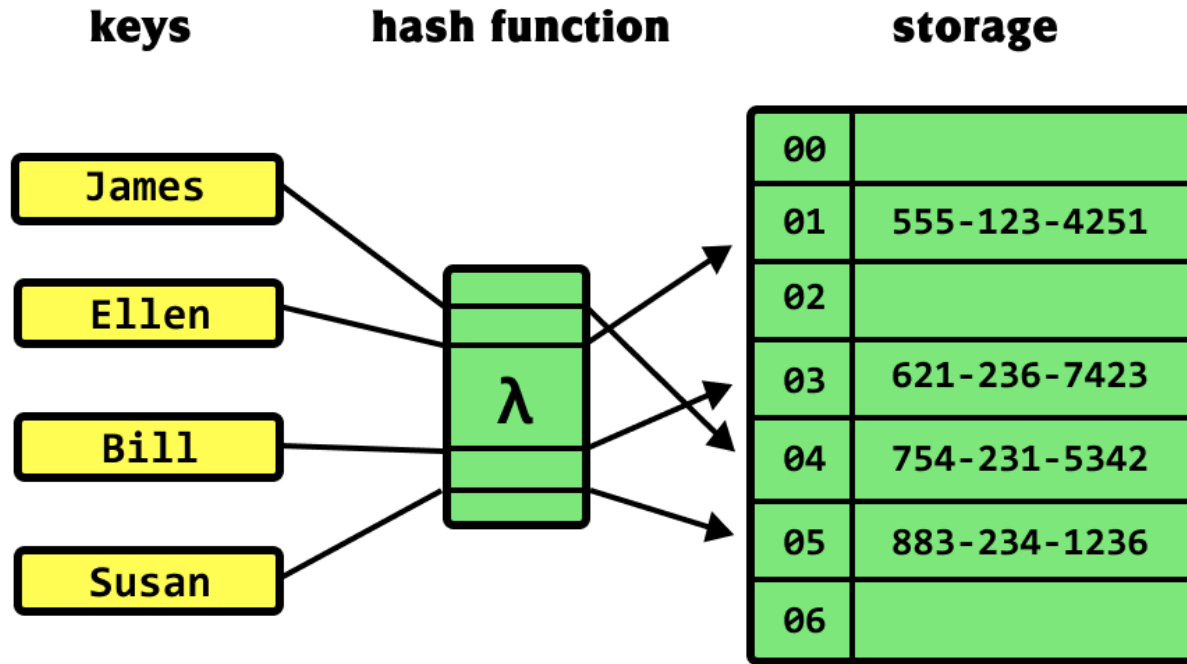 keys hash function storage
James
Ellen
Bill
Susan
λ
00
01 555-123-4251
02
03 621-236-7423
04 754-231-5342
05 883-234-1236
06